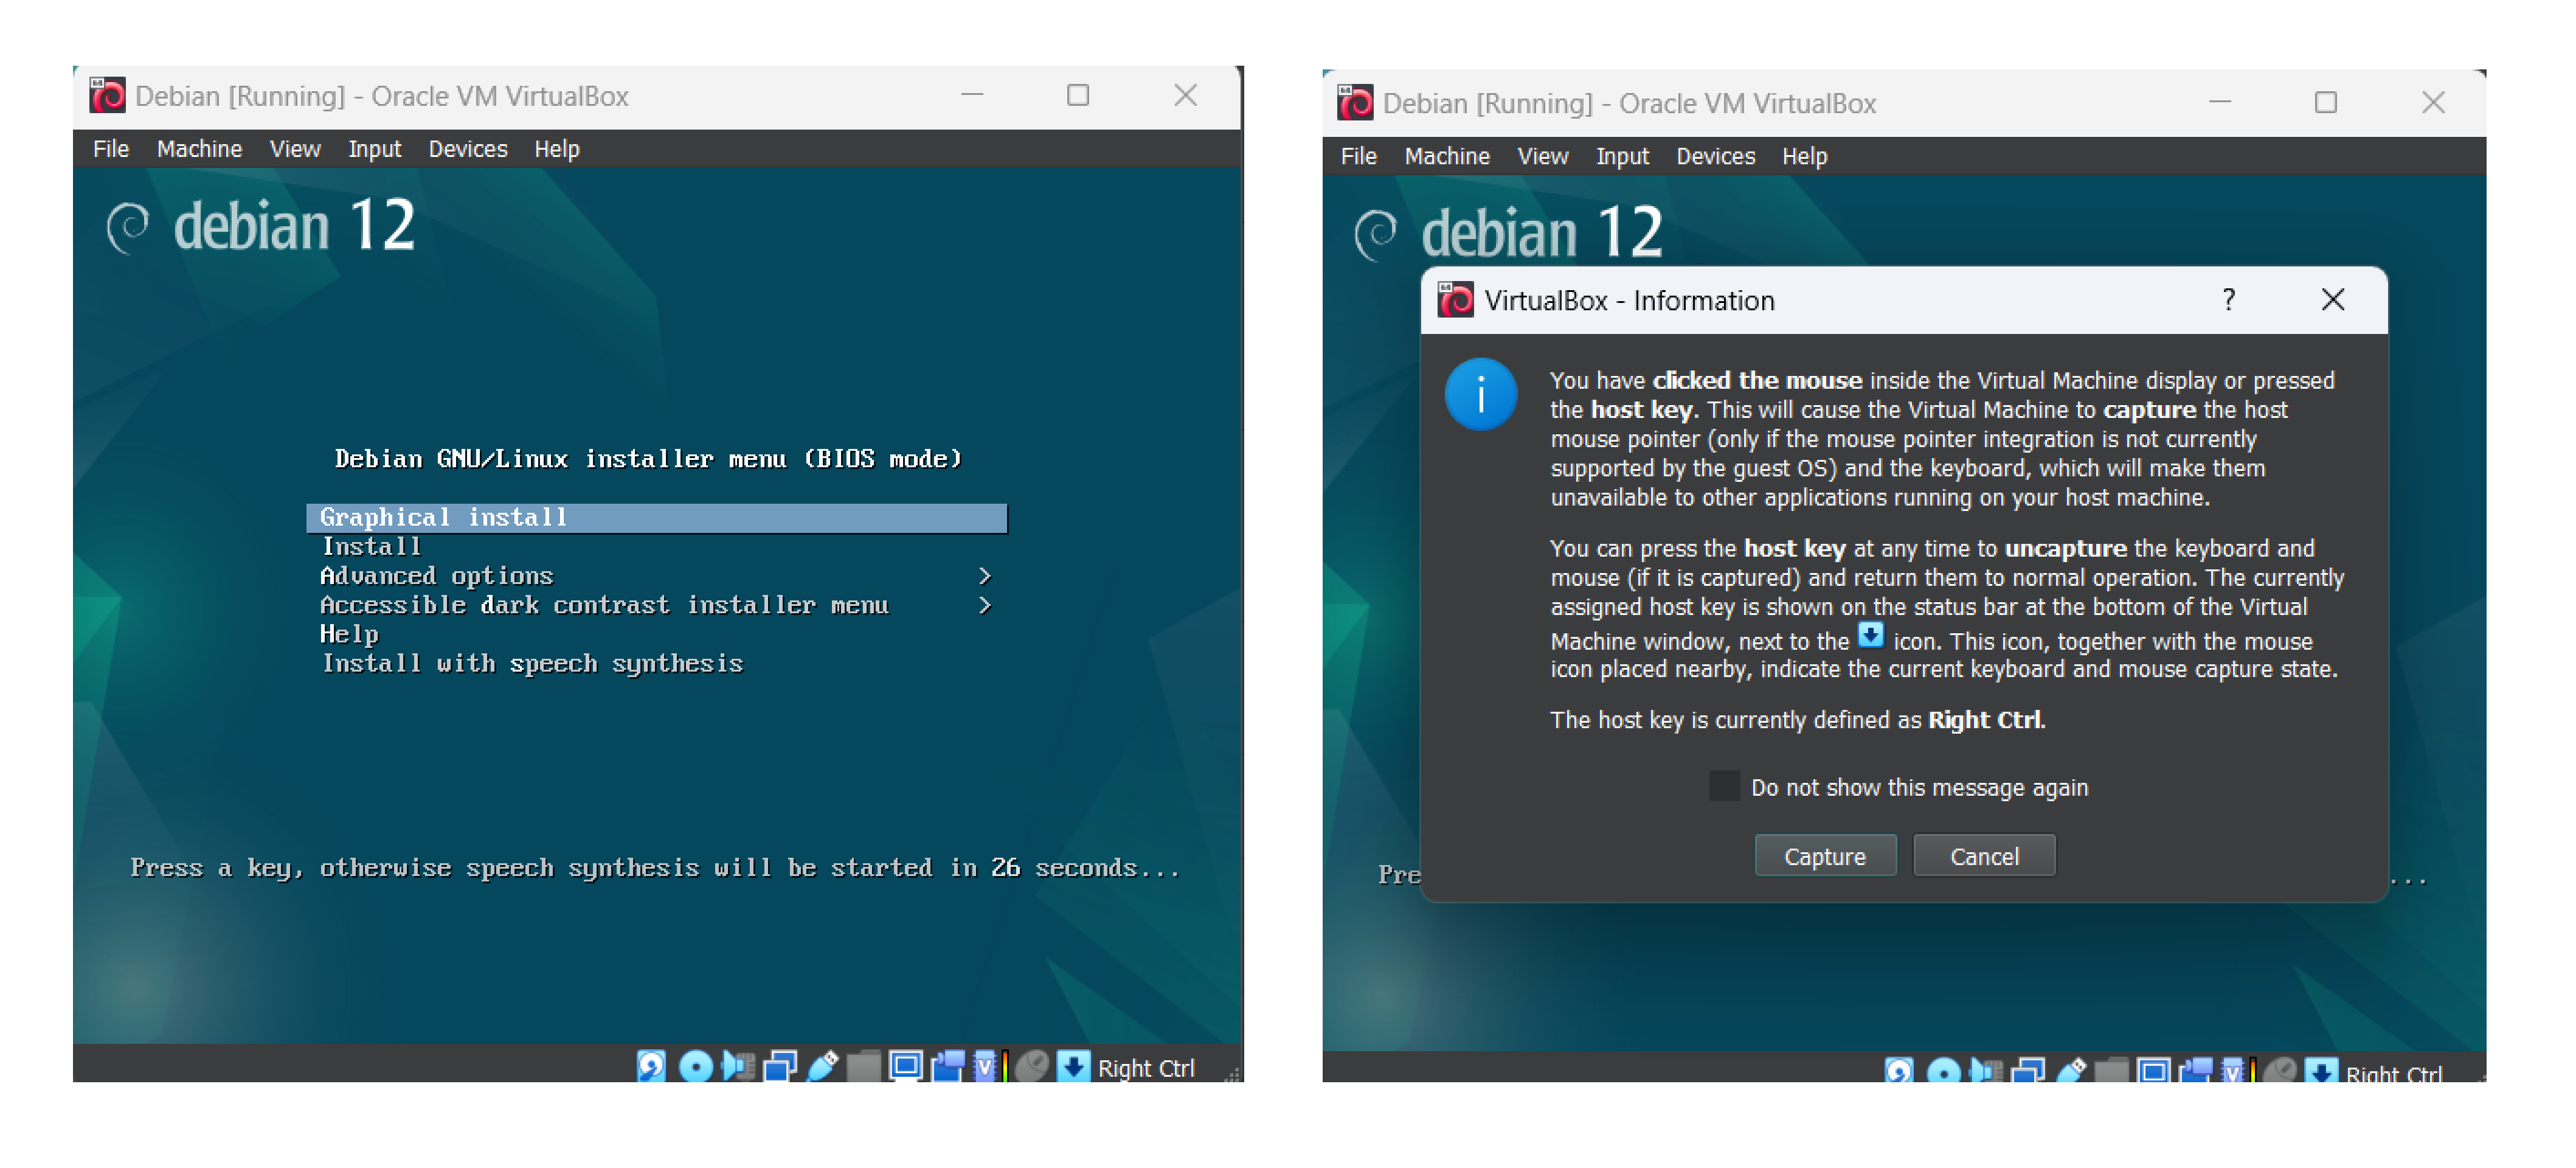 Debian [Running] - Oracle VM VirtualBox
File Machine View Input Devices Help
debian 12
Debian GNU/Linux installer menu (BIOS mode)
Graphical install
Install
Advanced options >
Accessible dark contrast installer menu >
Help
Install with speech synthesis
Press a key, otherwise speech synthesis will be started in 26 seconds...
Right Ctrl
Debian [Running] - Oracle VM VirtualBox
File Machine View Input Devices Help
debian 12
VirtualBox - Information
You have clicked the mouse inside the Virtual Machine display or pressed
the host key. This will cause the Virtual Machine to capture the host
mouse pointer (only if the mouse pointer integration is not currently
supported by the guest OS) and the keyboard, which will make them
unavailable to other applications running on your host machine.
You can press the host key at any time to uncapture the keyboard and
mouse (if it is captured) and return them to normal operation. The currently
assigned host key is shown on the status bar at the bottom of the Virtual
Machine window, next to the icon. This icon, together with the mouse
icon placed nearby, indicate the current keyboard and mouse capture state.
The host key is currently defined as Right Ctrl.
Do not show this message again
Capture Cancel
Pre ...
Right Ctrl